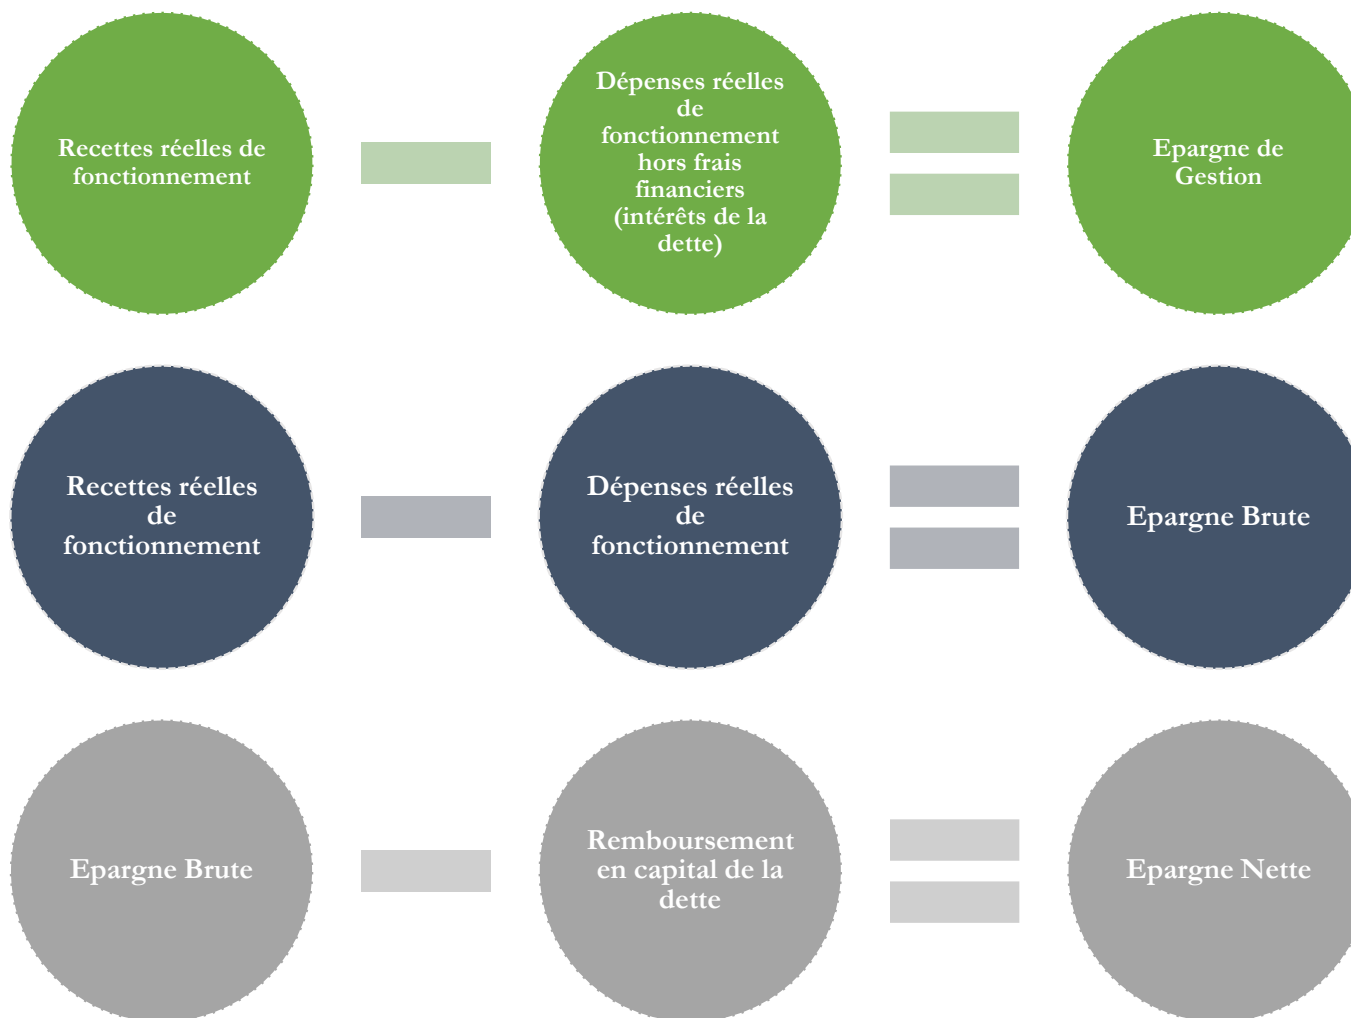 Recettes réelles de
fonctionnement
Dépenses réelles
de
fonctionnement
hors frais
financiers
(intérêts de la
dette)
Epargne de
Gestion
Recettes réelles
de
fonctionnement
Dépenses réelles
de
fonctionnement
Epargne Brute
Epargne Brute
Remboursement
en capital de la
dette
Epargne Nette